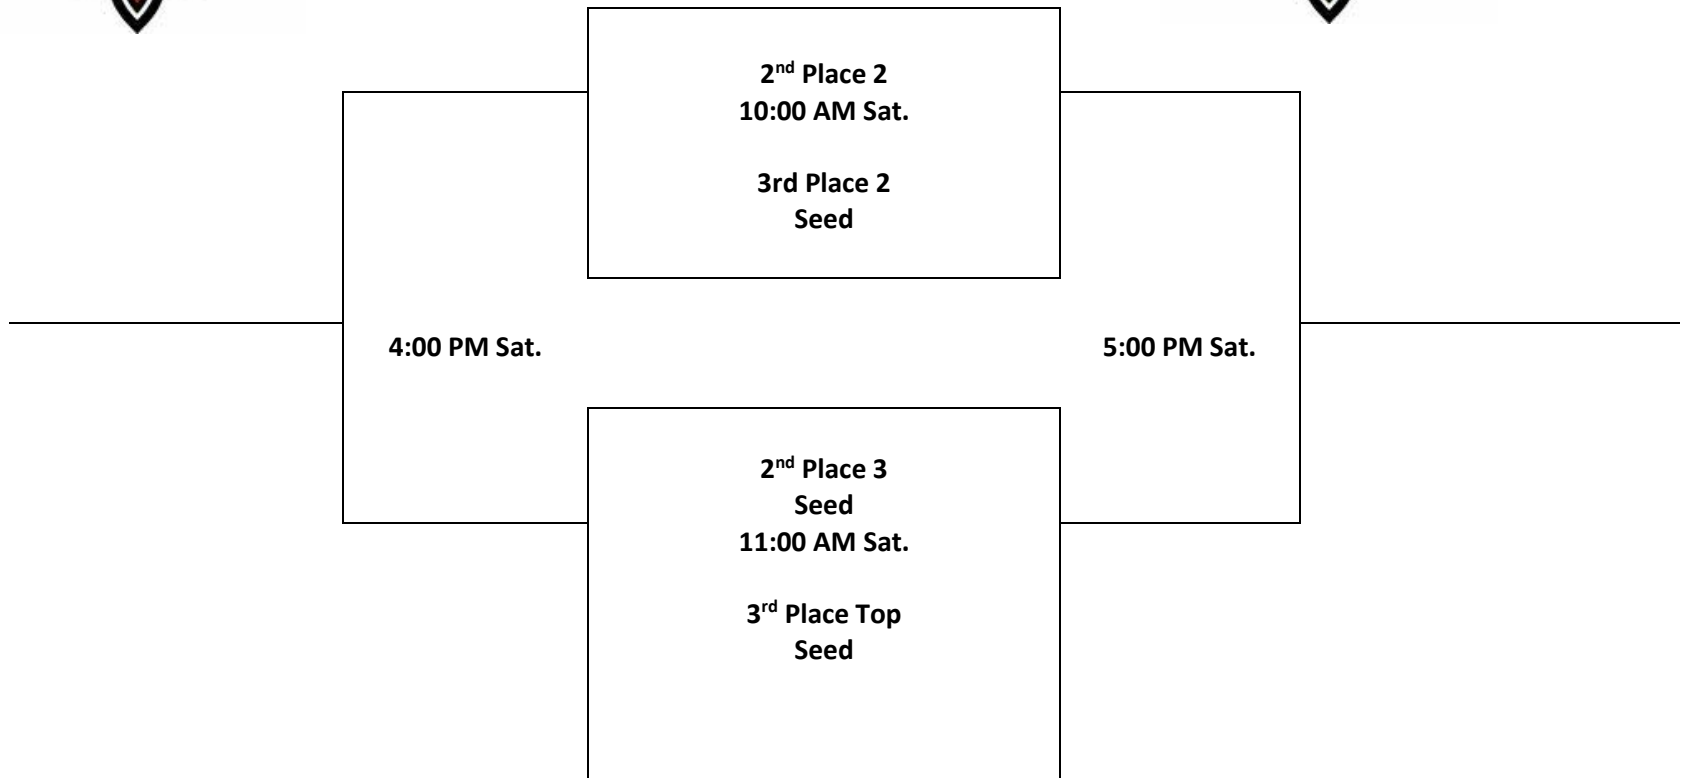 2nd Place 2
10:00 AM Sat.
3rd Place 2
Seed
4:00 PM Sat.
5:00 PM Sat.
2nd Place 3
Seed
11:00 AM Sat.
3rd Place Top
Seed